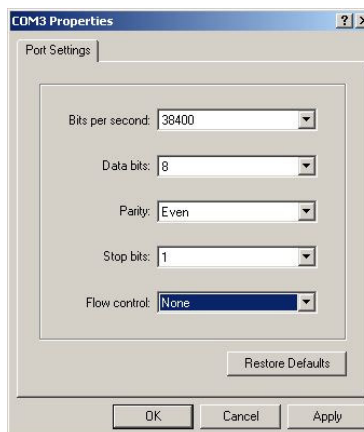 COM3 Properties
Port Settings
Bits per second: 38400
Data bits: 8
Parity: Even
Stop bits: 1
Flow control: None
Restore Defaults
OK Cancel Apply